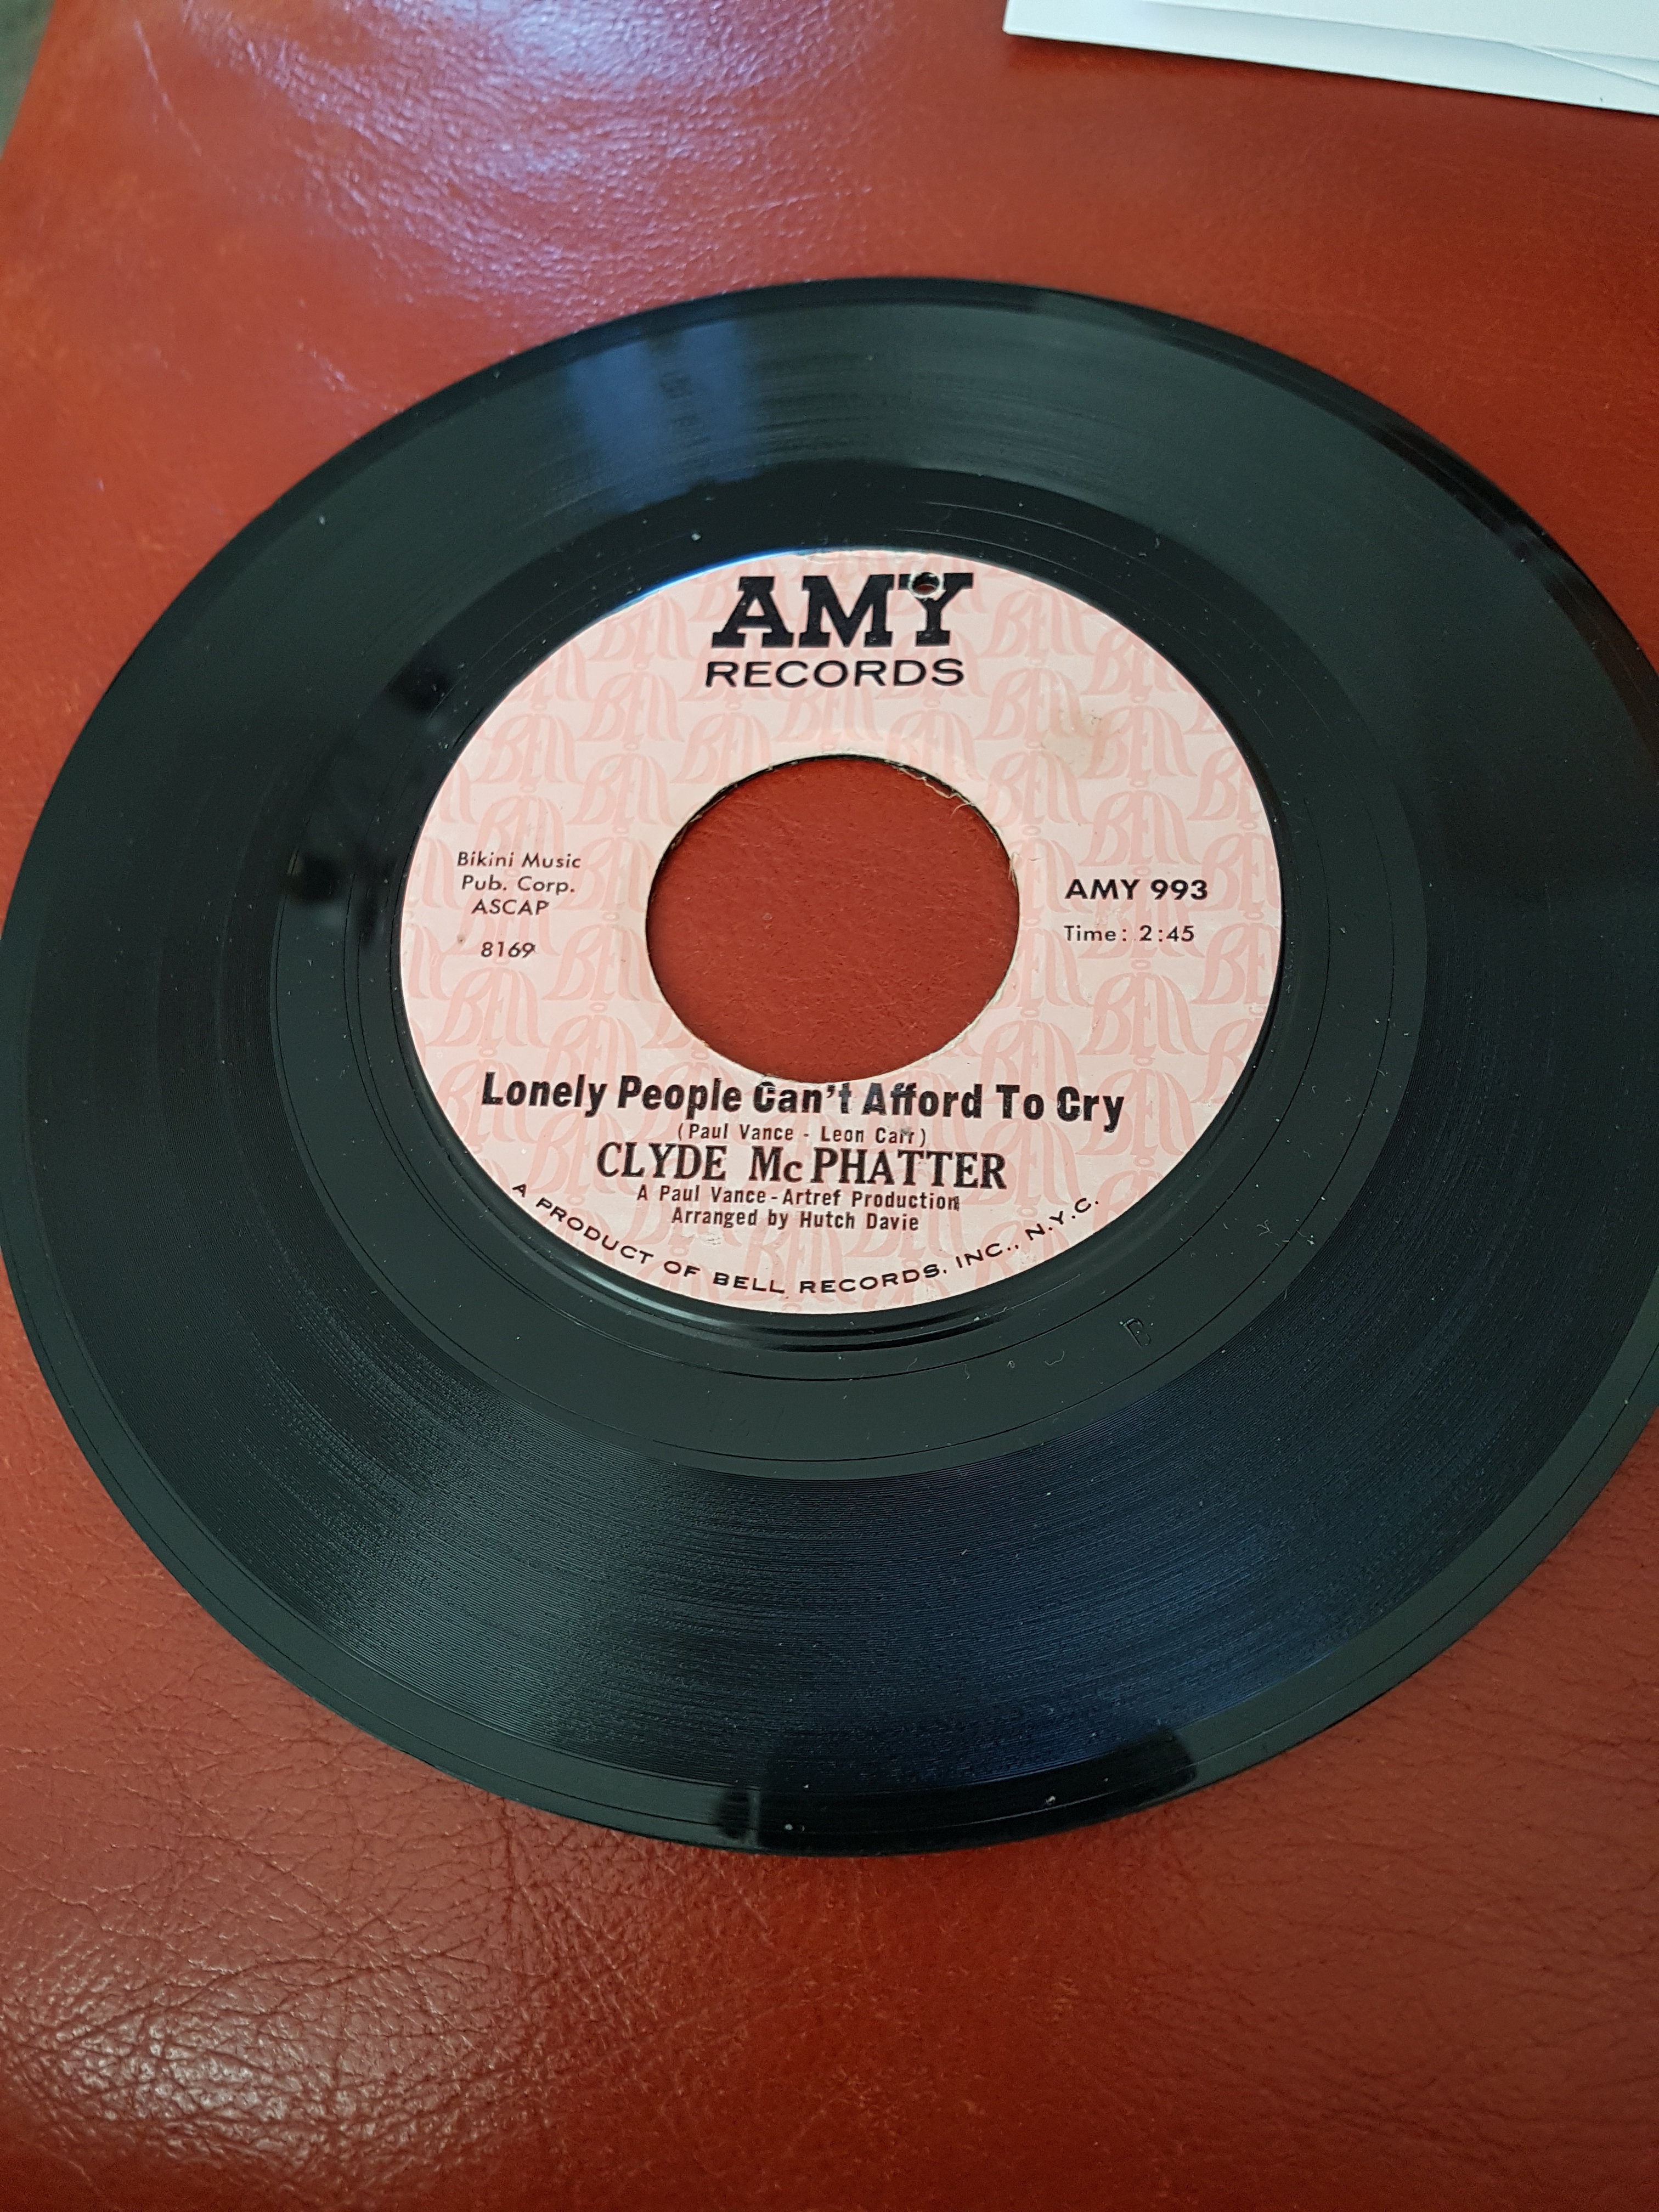 AMY
RECORDS
Bikini Music
Pub. Corp.
ASCAP
8169
AMY 993
Time: 2:45
Lonely People Can't Afford To Cry
(Paul Vance - Leon Carr)
CLYDE McPHATTER
A Paul Vance - Artref Production
Arranged by Hutch Davie
A PRODUCT OF BELL RECORDS, INC., N.Y.C.
BELL